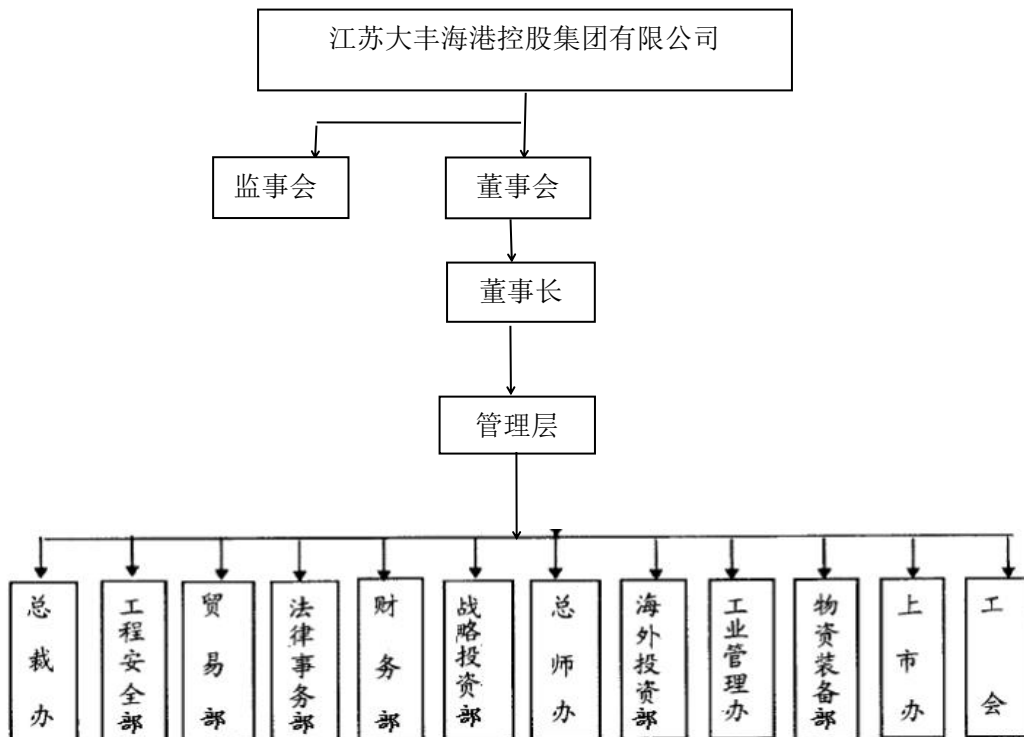 江苏大丰海港控股集团有限公司
监事会
董事会
董事长
管理层
总裁办
工程安全部
贸易部
法律事务部
财务部
战略投资部
总师办
海外投资部
工业管理办
物资装备部
上市办
工会